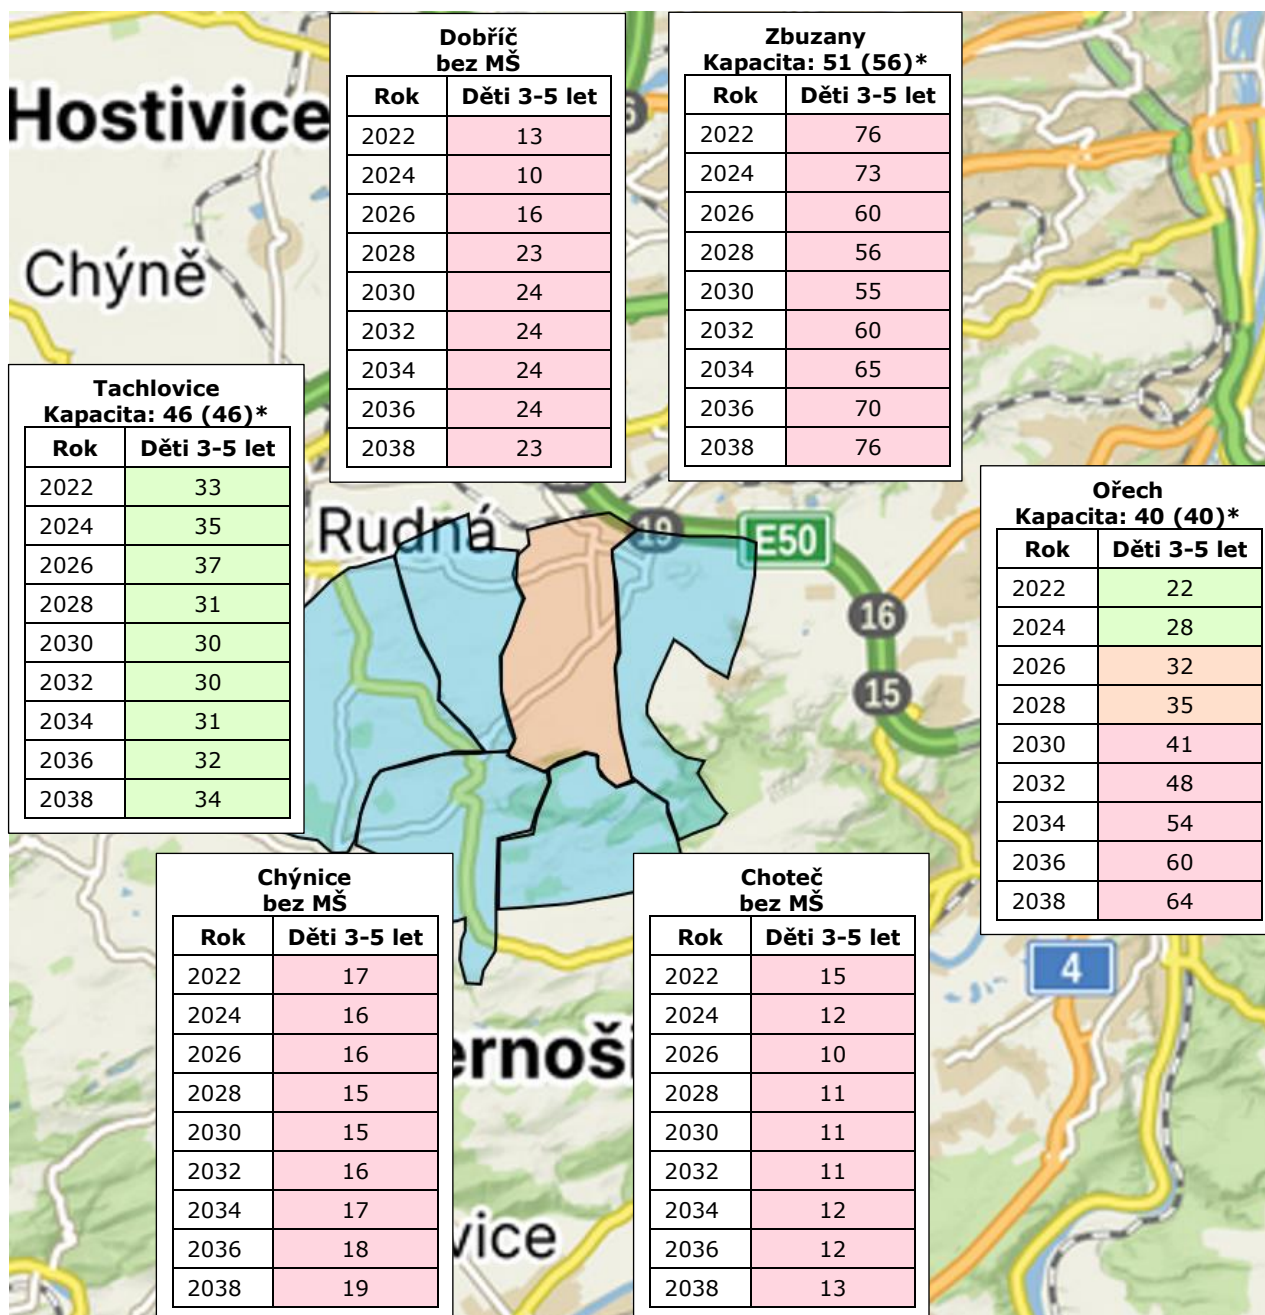 Hostivice
Chýně
Rudná
E50
19
16
15
4
ernoši
vice
Dobříč
bez MŠ
Rok Děti 3-5 let
2022 13
2024 10
2026 16
2028 23
2030 24
2032 24
2034 24
2036 24
2038 23
Zbuzany
Kapacita: 51 (56)*
Rok Děti 3-5 let
2022 76
2024 73
2026 60
2028 56
2030 55
2032 60
2034 65
2036 70
2038 76
Tachlovice
Kapacita: 46 (46)*
Rok Děti 3-5 let
2022 33
2024 35
2026 37
2028 31
2030 30
2032 30
2034 31
2036 32
2038 34
Ořech
Kapacita: 40 (40)*
Rok Děti 3-5 let
2022 22
2024 28
2026 32
2028 35
2030 41
2032 48
2034 54
2036 60
2038 64
Chýnice
bez MŠ
Rok Děti 3-5 let
2022 17
2024 16
2026 16
2028 15
2030 15
2032 16
2034 17
2036 18
2038 19
Choteč
bez MŠ
Rok Děti 3-5 let
2022 15
2024 12
2026 10
2028 11
2030 11
2032 11
2034 12
2036 12
2038 13